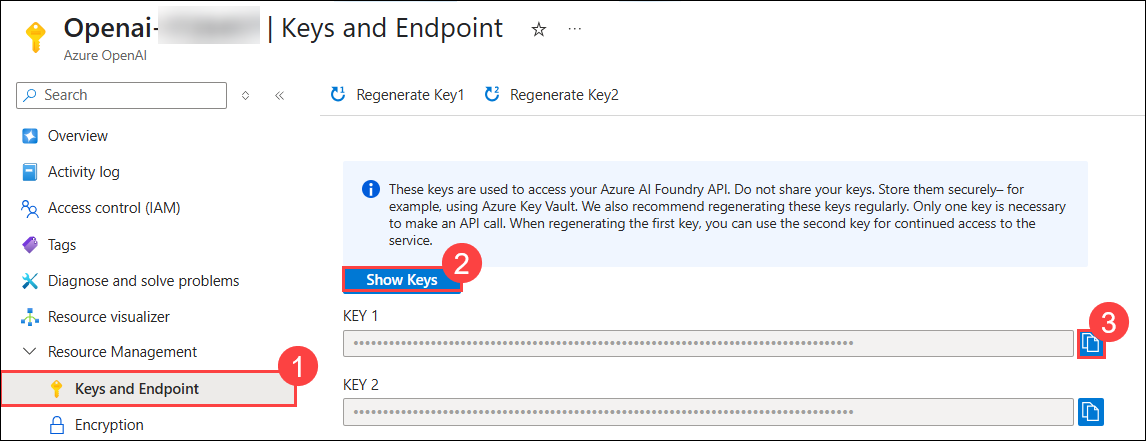 Openai- | Keys and Endpoint
Azure OpenAI
Search
Regenerate Key1
Regenerate Key2
Overview
Activity log
Access control (IAM)
Tags
Diagnose and solve problems
Resource visualizer
Resource Management
1
Keys and Endpoint
Encryption
These keys are used to access your Azure AI Foundry API. Do not share your keys. Store them securely– for
example, using Azure Key Vault. We also recommend regenerating these keys regularly. Only one key is necessary
to make an API call. When regenerating the first key, you can use the second key for continued access to the
service.
2
Show Keys
KEY 1
3
KEY 2